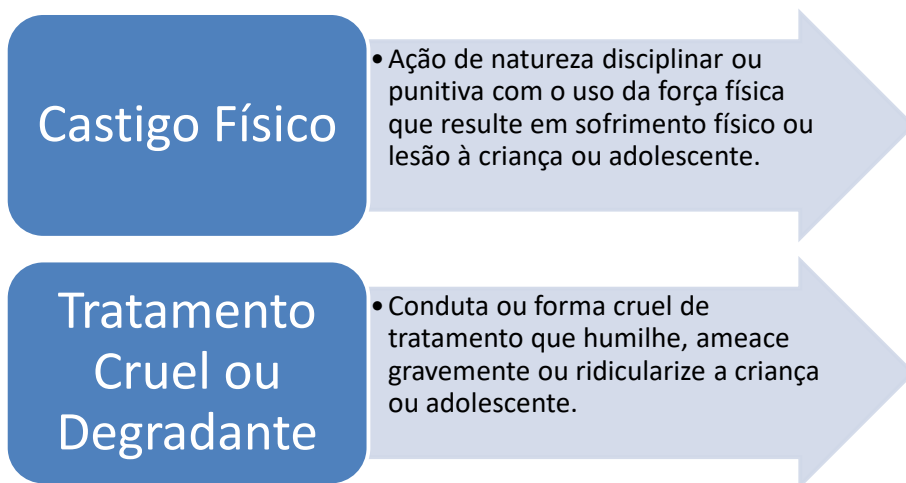 Castigo Físico
• Ação de natureza disciplinar ou
punitiva com o uso da força física
que resulte em sofrimento físico ou
lesão à criança ou adolescente.
Tratamento
Cruel ou
Degradante
• Conduta ou forma cruel de
tratamento que humilhe, ameace
gravemente ou ridicularize a criança
ou adolescente.